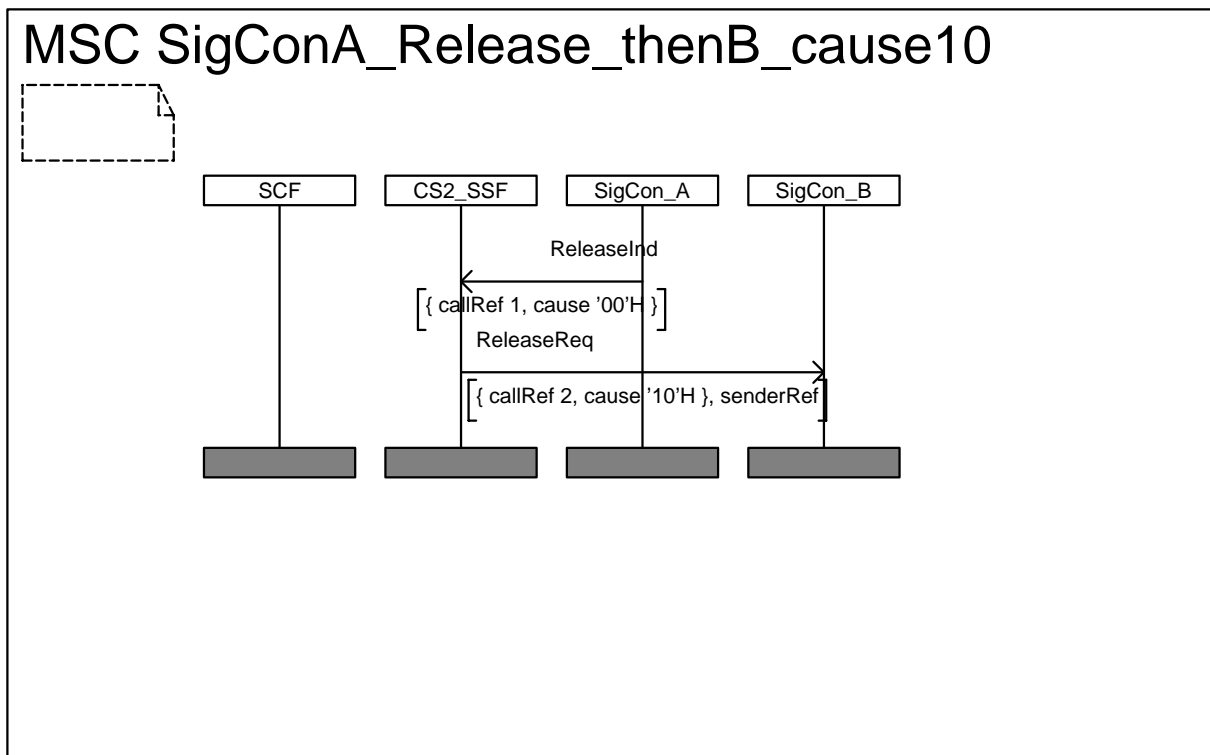 MSC SigConA_Release_thenB_cause10
SCF
CS2_SSF
SigCon_A
SigCon_B
ReleaseInd
{ callRef 1, cause ’00’H }
ReleaseReq
{ callRef 2, cause ’10’H }, senderRef